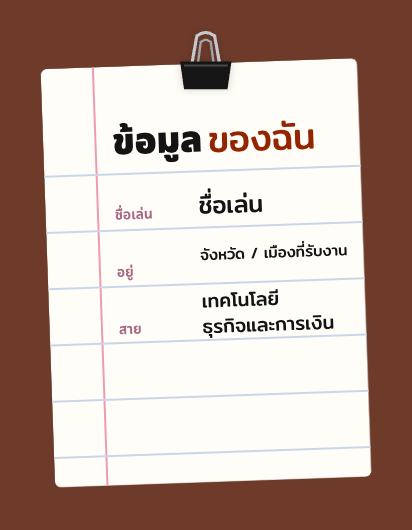 ข้อมูล ของฉัน
ชื่อเล่น ชื่อเล่น
อยู่ จังหวัด / เมืองที่รับงาน
สาย เทคโนโลยี
ธุรกิจและการเงิน